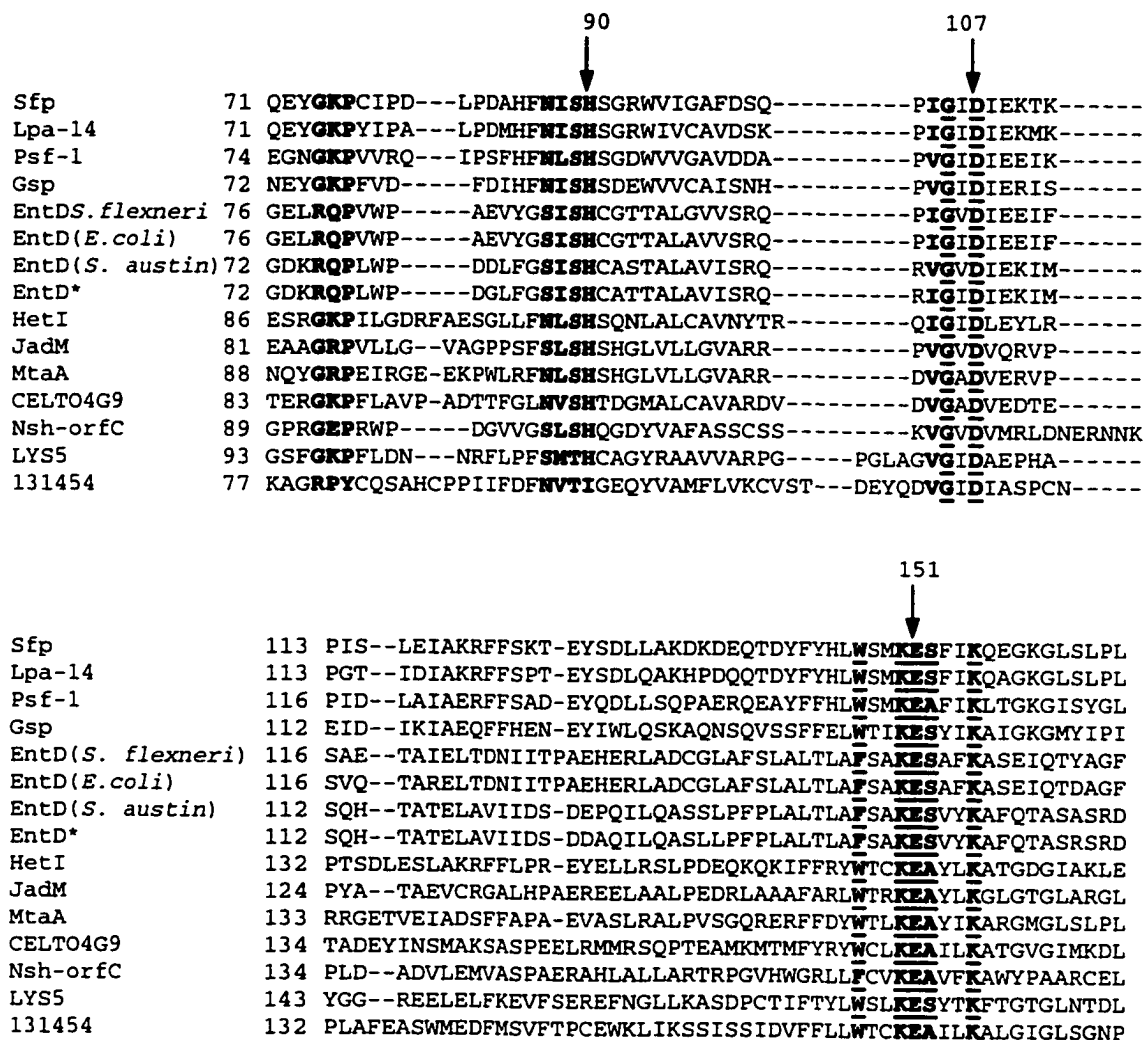 90 107
Sfp 71 QEYGKPCIPD---LPDAHFNISHSGRWVIGAFDSQ-----------PIGIDIEKTK------
Lpa-14 71 QEYGKPYIPA---LPDMHFNISHSGRWIVCAVDSK-----------PIGIDIEKMK------
Psf-1 74 EGNGKPVVRQ---IPSFHFNLSHSGDWVVGAVDDA-----------PVGIDIEEIK------
Gsp 72 NEYGKPFVD-----FDIHFNISHSDEWVVCAISNH-----------PVGIDIERIS------
EntDS.flexneri 76 GELRQPVWP-----AEVYGSISHCGTTALGVVSRQ-----------PIGVDIEEIF------
EntD(E.coli) 76 GELRQPVWP-----AEVYGSISHCGTTALAVVSRQ-----------PIGIDIEEIF------
EntD(S. austin) 72 GDKRQPLWP-----DDLFGSISHCASTALAVISRQ-----------RVGVDIEKIM------
EntD* 72 GDKRQPLWP-----DGLFGSISHCATTALAVISRQ-----------RIGIDIEKIM------
HetI 86 ESRGKPILGDRFAESGLLFNLSHSQNLALCAVNYTR----------QIGIDLEYLR------
JadM 81 EAAGRPVLLG--VAGPPSFSLSHSHGLVLLGVARR-----------PVGVDVQRVP------
MtaA 88 NQYGRPEIRGE-EKPWLRFNLSHSHGLVLLGVARR-----------DVGADVERVP------
CELTO4G9 83 TERGKPFLAVP-ADTTFGLNVSHTDGMALCAVARDV----------DVGADVEDTE------
Nsh-orfC 89 GPRGEPRWP-----DGVVGSLSHQGDYVAFASSCSS----------KVGVDVMRLDNERNNK
LYS5 93 GSFGKPFLDN---NRFLPFSMTHCAGYRAAVVARPG------PGLAGVGIDAEPHA------
131454 77 KAGRPYCQSAHCPPIIFDFNVTIGEQYVAMFLVKCVST----DEYQDVGIDIASPCN-----
151
Sfp 113 PIS--LEIAKRFFSKT-EYSDLLAKDKDEQTDYFYHLWSMKESFIKQEGKGLSLPL
Lpa-14 113 PGT--IDIAKRFFSPT-EYSDLQAKHPDQQTDYFYHLWSMKESFIKQAGKGLSLPL
Psf-1 116 PID--LAIAERFFSAD-EYQDLLSQPAERQEAYFFHLWSMKEAFIKLTGKGISYGL
Gsp 112 EID--IKIAEQFFHEN-EYIWLQSKAQNSQVSSFFELWTIKESYIKAIGKGMYIPI
EntD(S. flexneri) 116 SAE--TAIELTDNIITPAEHERLADCGLAFSLALTLAFSAKESAFKASEIQTYAGF
EntD(E.coli) 116 SVQ--TARELTDNIITPAEHERLADCGLAFSLALTLAFSAKESAFKASEIQTDAGF
EntD(S. austin) 112 SQH--TATELAVIIDS-DEPQILQASSLPFPLALTLAFSAKESVYKAFQTASASRD
EntD* 112 SQH--TATELAVIIDS-DDAQILQASLLPFPLALTLAFSAKESVYKAFQTASRSRD
HetI 132 PTSDLESLAKRFFLPR-EYELLRSLPDEQKQKIFFRYWTCKEAYLKATGDGIAKLE
JadM 124 PYA--TAEVCRGALHPAEREELAALPEDRLAAAFARLWTRKEAYLKGLGTGLARGL
MtaA 133 RRGETVEIADSFFAPA-EVASLRALPVSGQRERFFDYWTLKEAYIKARGMGLSLPL
CELTO4G9 134 TADEYINSMAKSASPEELRMMRSQPTEAMKMTMFYRYWCLKEAILKATGVGIMKDL
Nsh-orfC 134 PLD--ADVLEMVASPAERAHLALLARTRPGVHWGRLLFCVKEAVFKAWYPAARCEL
LYS5 143 YGG--REELELFKEVFSEREFNGLLKASDPCTIFTYLWSLKESYTKFTGTGLNTDL
131454 132 PLAFEASWMEDFMSVFTPCEWKLIKSSISSIDVFFLLWTCKEAILKALGIGLSGNP